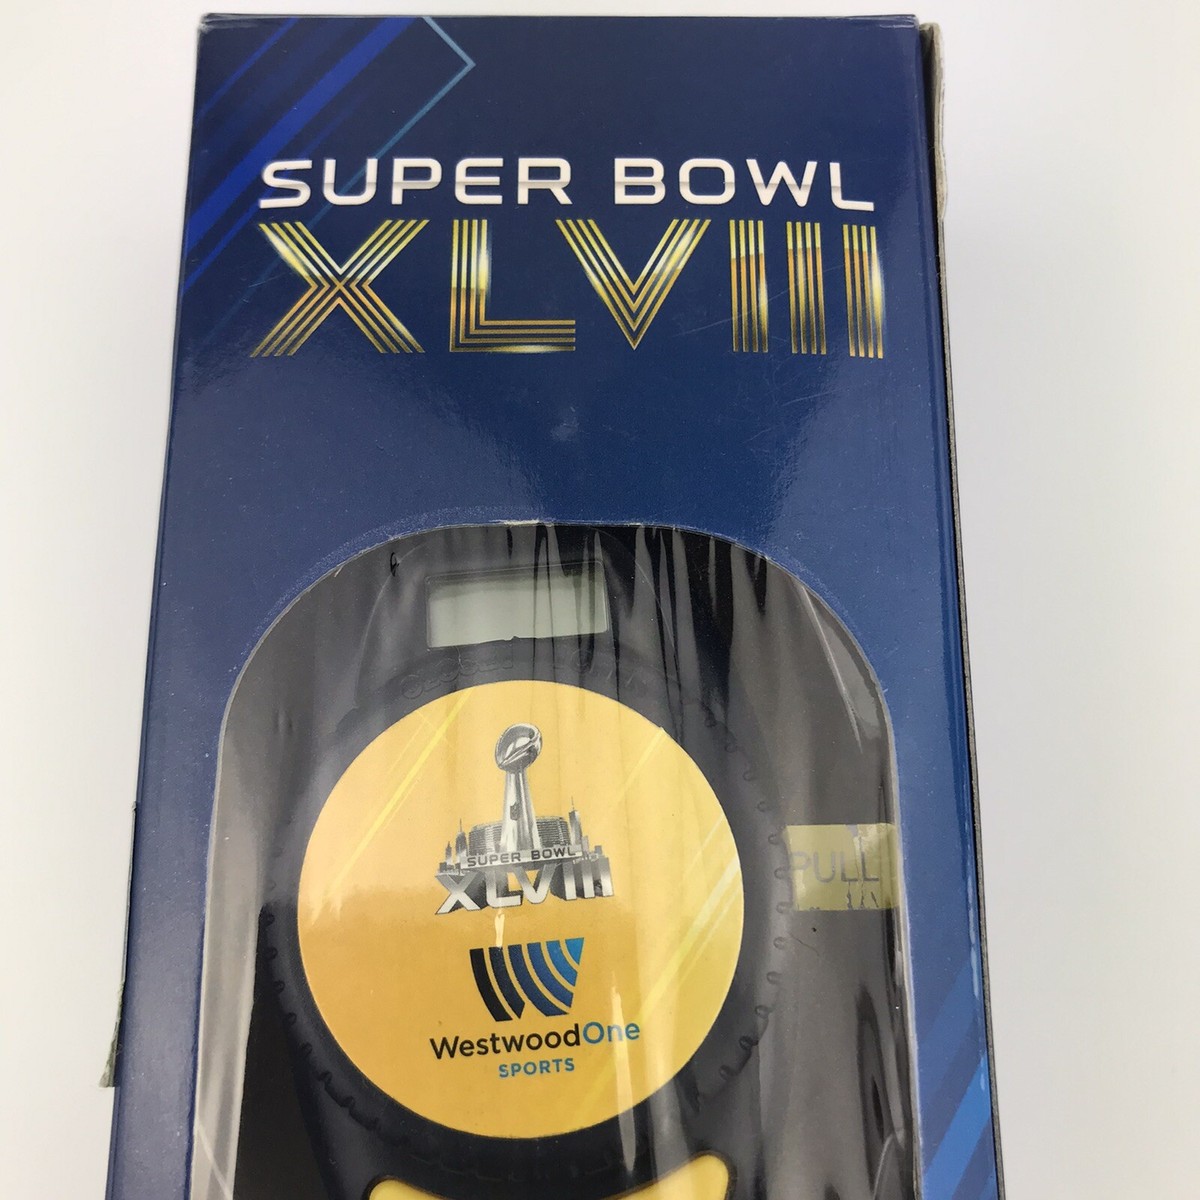 SUPER BOWL
XLVIII
SUPER BOWL
XLVIII
PULL
WestwoodOne
SPORTS